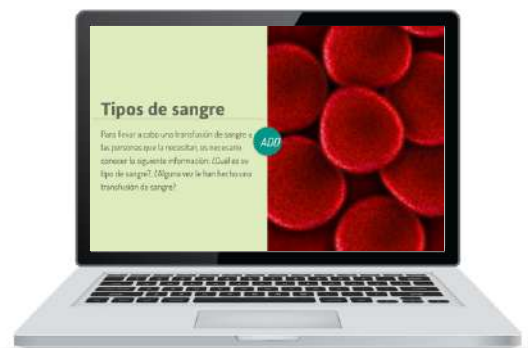 Tipos de sangre
Para llevar a cabo una transfusión de sangre a
las personas que la necesitan, es necesario
conocer la siguiente información: ¿Cuál es su
tipo de sangre?, ¿Alguna vez le han hecho una
transfusión de sangre?
ADD